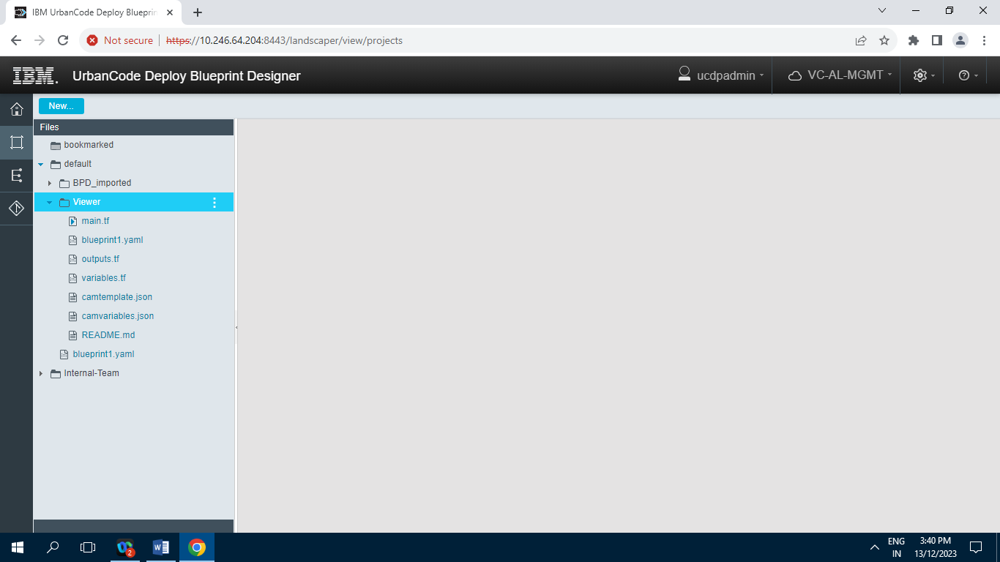 IBM UrbanCode Deploy Blueprin
Not secure https://10.246.64.204:8443/landscaper/view/projects
IBM. UrbanCode Deploy Blueprint Designer ucdpadmin VC-AL-MGMT
New...
Files
bookmarked
default
BPD_imported
Viewer
main.tf
blueprint1.yaml
outputs.tf
variables.tf
camtemplate.json
camvariables.json
README.md
blueprint1.yaml
Internal-Team
2
W
ENG
IN
3:40 PM
13/12/2023